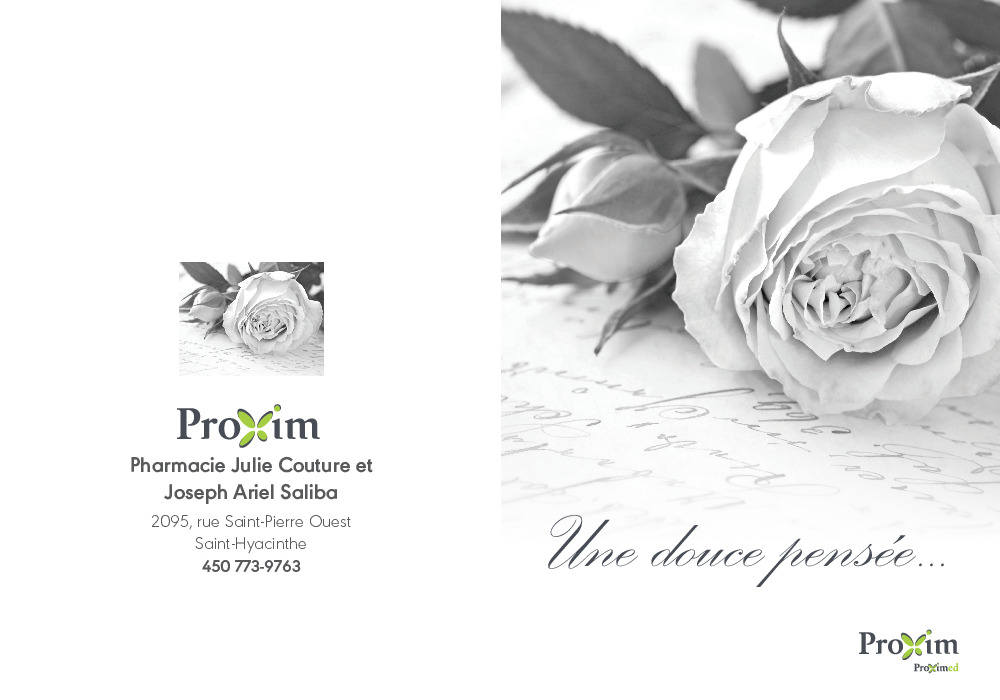 Proxim
Pharmacie Julie Couture et
Joseph Ariel Saliba
2095, rue Saint-Pierre Ouest
Saint-Hyacinthe
450 773-9763
Une douce pensée...
Proxim
Proximed